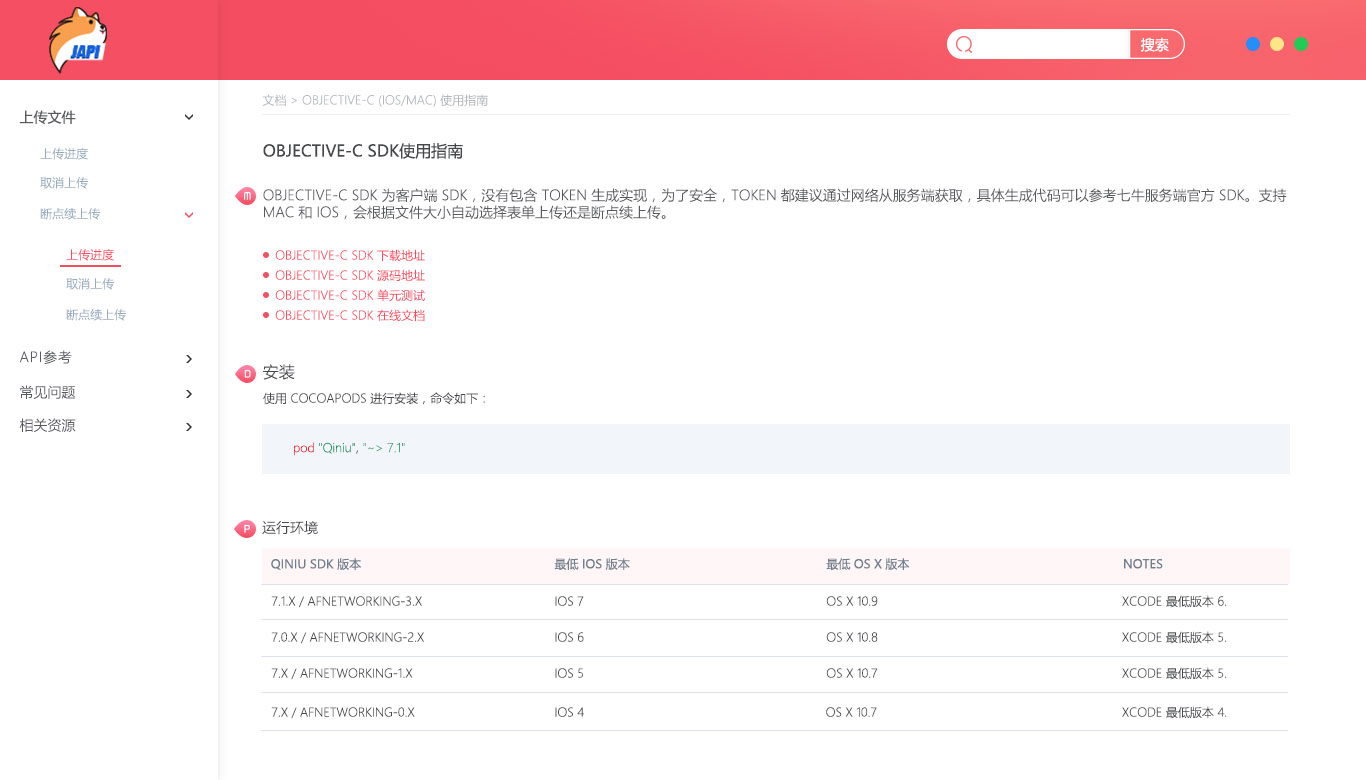 JAPI
搜索
上传文件
上传进度
取消上传
断点续上传
上传进度
取消上传
断点续上传
API参考
常见问题
相关资源
文档 > OBJECTIVE-C (IOS/MAC) 使用指南
OBJECTIVE-C SDK使用指南
M
OBJECTIVE-C SDK 为客户端 SDK，没有包含 TOKEN 生成实现，为了安全，TOKEN 都建议通过网络从服务端获取，具体生成代码可以参考七牛服务端官方 SDK。支持
MAC 和 IOS，会根据文件大小自动选择表单上传还是断点续上传。
OBJECTIVE-C SDK 下载地址
OBJECTIVE-C SDK 源码地址
OBJECTIVE-C SDK 单元测试
OBJECTIVE-C SDK 在线文档
D 安装
使用 COCOAPODS 进行安装，命令如下：
pod "Qiniu", "~> 7.1"
P 运行环境
QINIU SDK 版本 最低 IOS 版本 最低 OS X 版本 NOTES
7.1.X / AFNETWORKING-3.X IOS 7 OS X 10.9 XCODE 最低版本 6.
7.0.X / AFNETWORKING-2.X IOS 6 OS X 10.8 XCODE 最低版本 5.
7.X / AFNETWORKING-1.X IOS 5 OS X 10.7 XCODE 最低版本 5.
7.X / AFNETWORKING-0.X IOS 4 OS X 10.7 XCODE 最低版本 4.